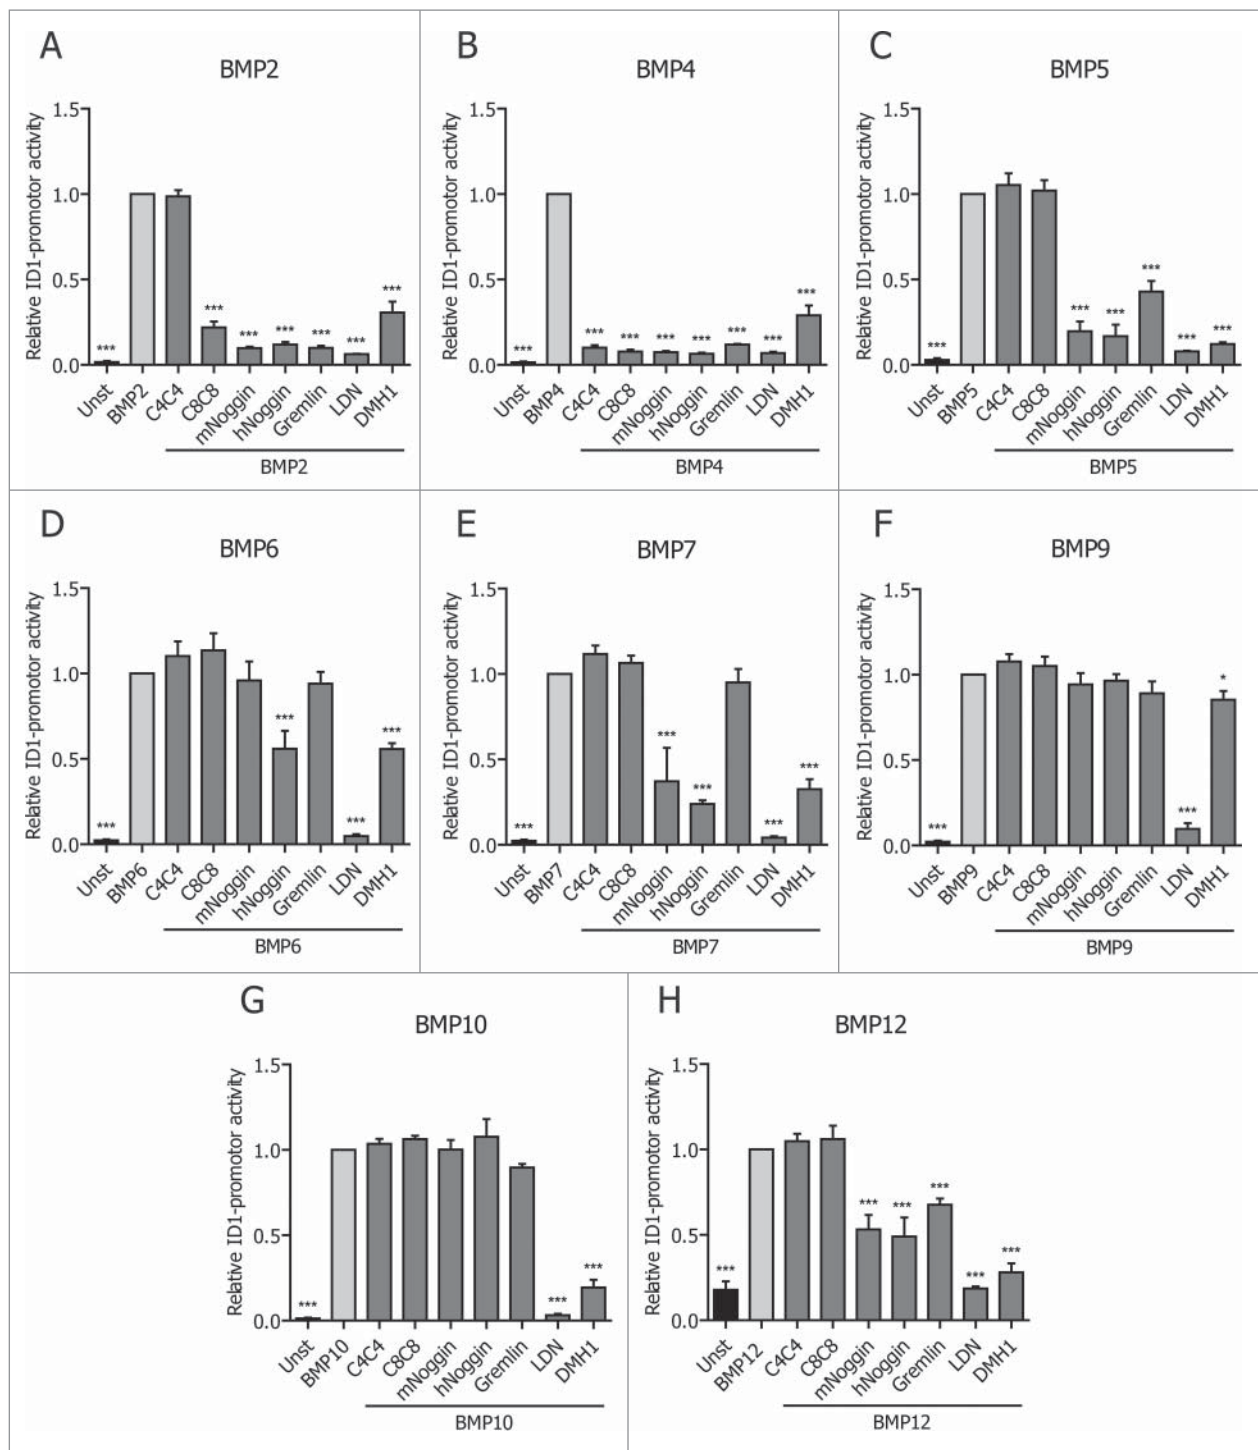 A
BMP2
Relative ID1-promotor activity
1.5
1.0
0.5
0.0
*** *** *** *** *** *** ***
Unst BMP2 C4C4 C8C8 mNoggin hNoggin Gremlin LDN DMH1
BMP2
B
BMP4
Relative ID1-promotor activity
1.5
1.0
0.5
0.0
*** *** *** *** *** *** *** ***
Unst BMP4 C4C4 C8C8 mNoggin hNoggin Gremlin LDN DMH1
BMP4
C
BMP5
Relative ID1-promotor activity
1.5
1.0
0.5
0.0
*** *** *** *** *** ***
Unst BMP5 C4C4 C8C8 mNoggin hNoggin Gremlin LDN DMH1
BMP5
D
BMP6
Relative ID1-promotor activity
1.5
1.0
0.5
0.0
*** *** *** ***
Unst BMP6 C4C4 C8C8 mNoggin hNoggin Gremlin LDN DMH1
BMP6
E
BMP7
Relative ID1-promotor activity
1.5
1.0
0.5
0.0
*** *** *** *** ***
Unst BMP7 C4C4 C8C8 mNoggin hNoggin Gremlin LDN DMH1
BMP7
F
BMP9
Relative ID1-promotor activity
1.5
1.0
0.5
0.0
*** *** *
Unst BMP9 C4C4 C8C8 mNoggin hNoggin Gremlin LDN DMH1
BMP9
G
BMP10
Relative ID1-promotor activity
1.5
1.0
0.5
0.0
*** *** ***
Unst BMP10 C4C4 C8C8 mNoggin hNoggin Gremlin LDN DMH1
BMP10
H
BMP12
Relative ID1-promotor activity
1.5
1.0
0.5
0.0
*** *** *** *** *** ***
Unst BMP12 C4C4 C8C8 mNoggin hNoggin Gremlin LDN DMH1
BMP12